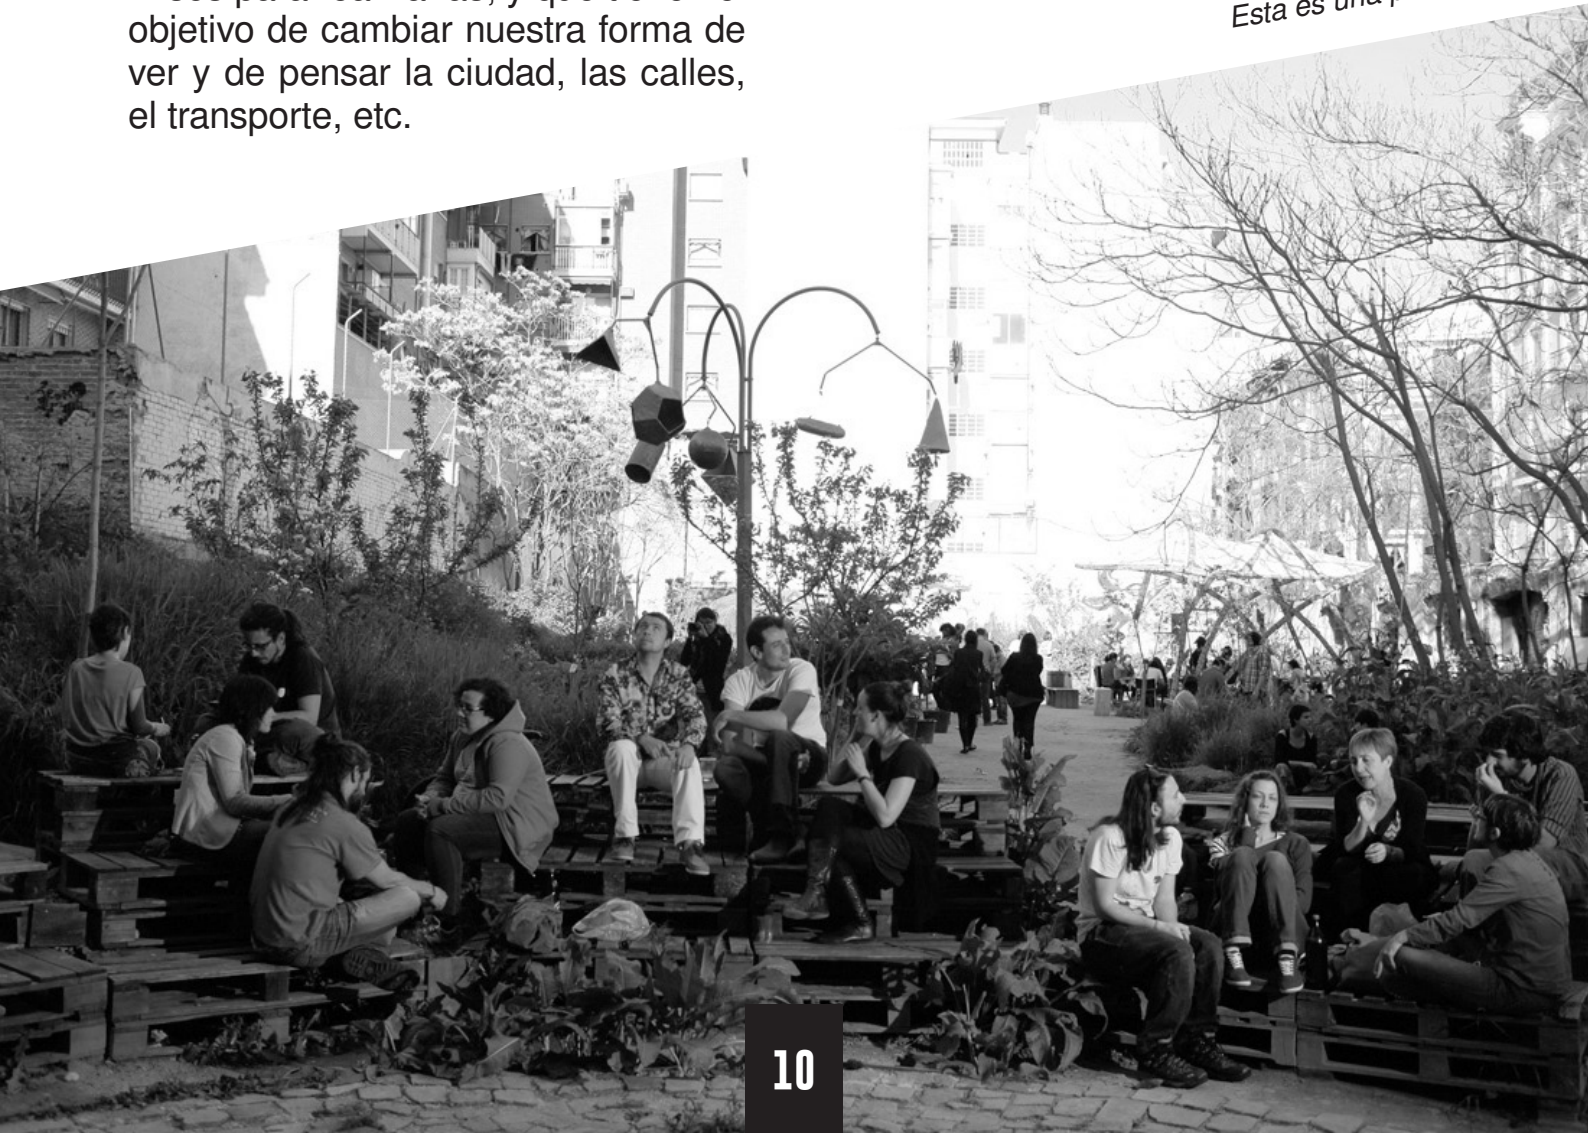 objetivo de cambiar nuestra forma de
ver y de pensar la ciudad, las calles,
el transporte, etc.
Esta es una
10